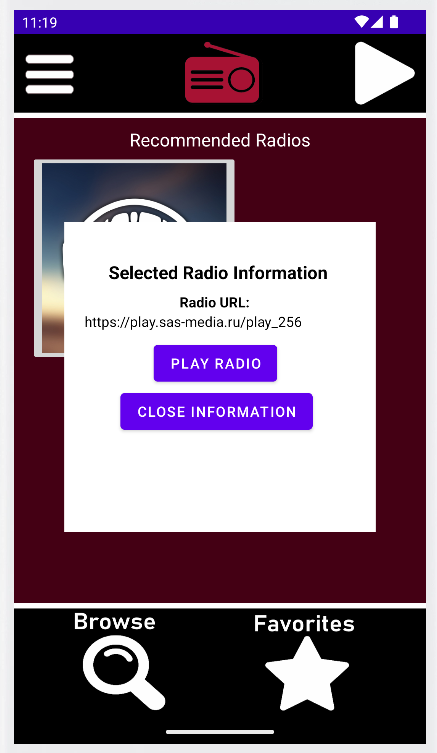 11:19
Recommended Radios
Selected Radio Information
Radio URL:
https://play.sas-media.ru/play_256
PLAY RADIO
CLOSE INFORMATION
Browse
Favorites